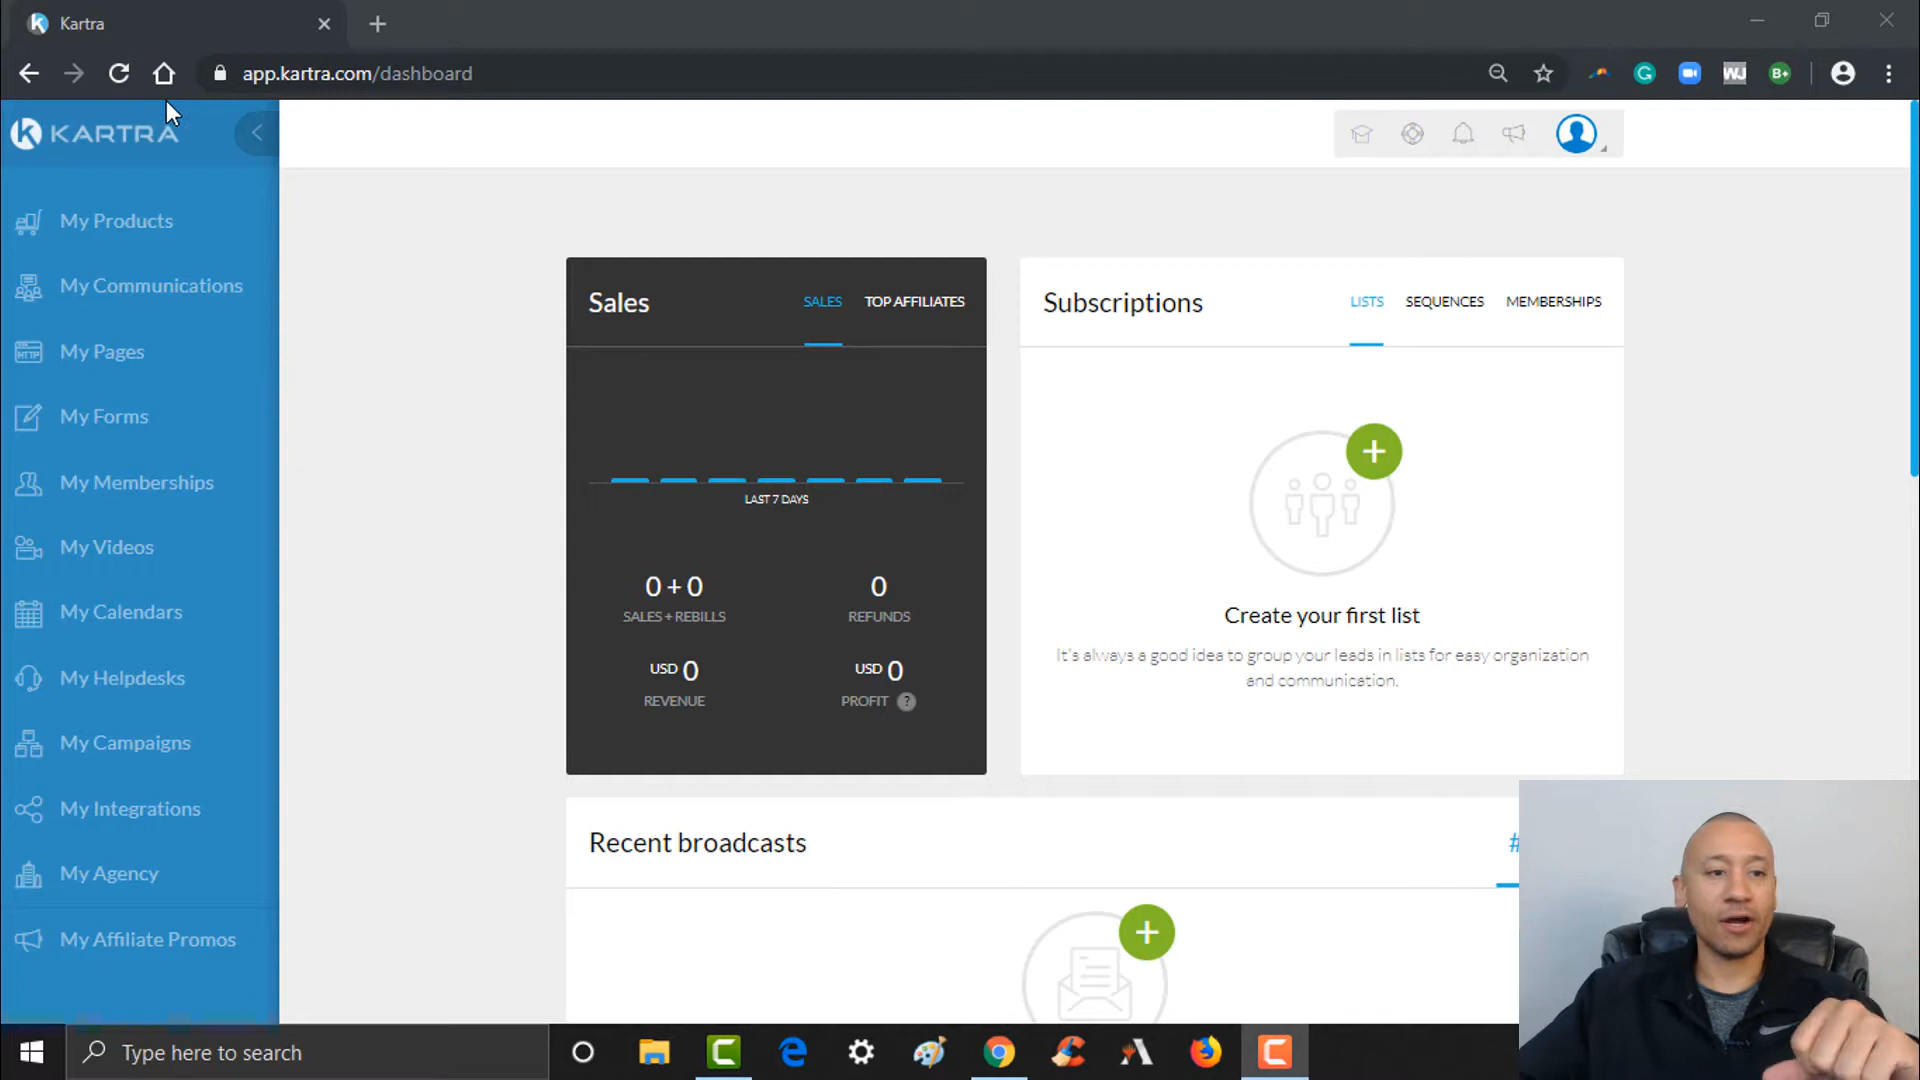 Kartra
app.kartra.com/dashboard
KARTRA
My Products
My Communications
My Pages
My Forms
My Memberships
My Videos
My Calendars
My Helpdesks
My Campaigns
My Integrations
My Agency
My Affiliate Promos
Sales
SALES
TOP AFFILIATES
LAST 7 DAYS
0 + 0
SALES + REBILLS
0
REFUNDS
USD 0
REVENUE
USD 0
PROFIT ?
Subscriptions
LISTS
SEQUENCES
MEMBERSHIPS
Create your first list
It's always a good idea to group your leads in lists for easy organization
and communication.
Recent broadcasts
#
Type here to search